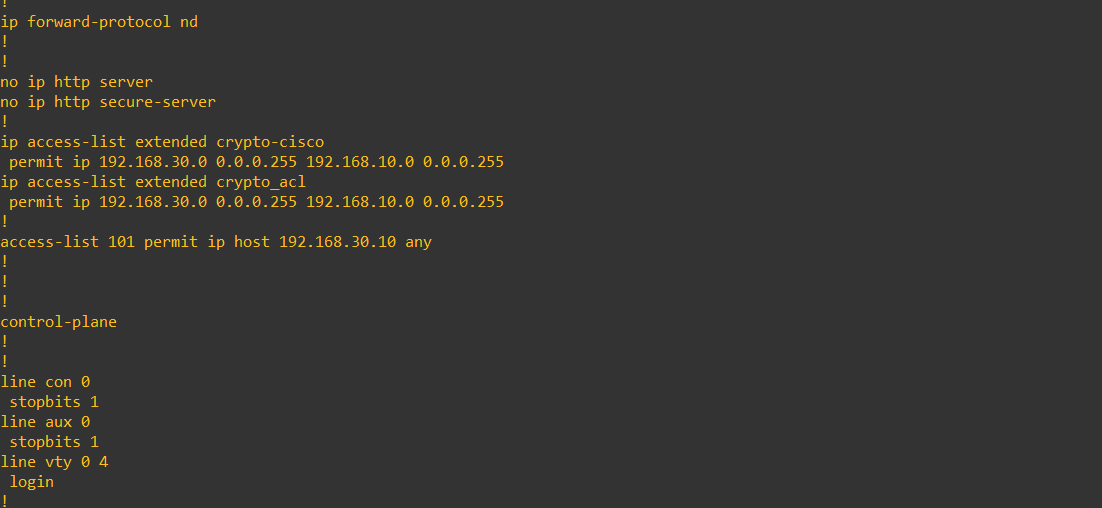 !
ip forward-protocol nd
!
!
no ip http server
no ip http secure-server
!
ip access-list extended crypto-cisco
 permit ip 192.168.30.0 0.0.0.255 192.168.10.0 0.0.0.255
ip access-list extended crypto_acl
 permit ip 192.168.30.0 0.0.0.255 192.168.10.0 0.0.0.255
!
access-list 101 permit ip host 192.168.30.10 any
!
!
!
control-plane
!
!
line con 0
 stopbits 1
line aux 0
 stopbits 1
line vty 0 4
 login
!